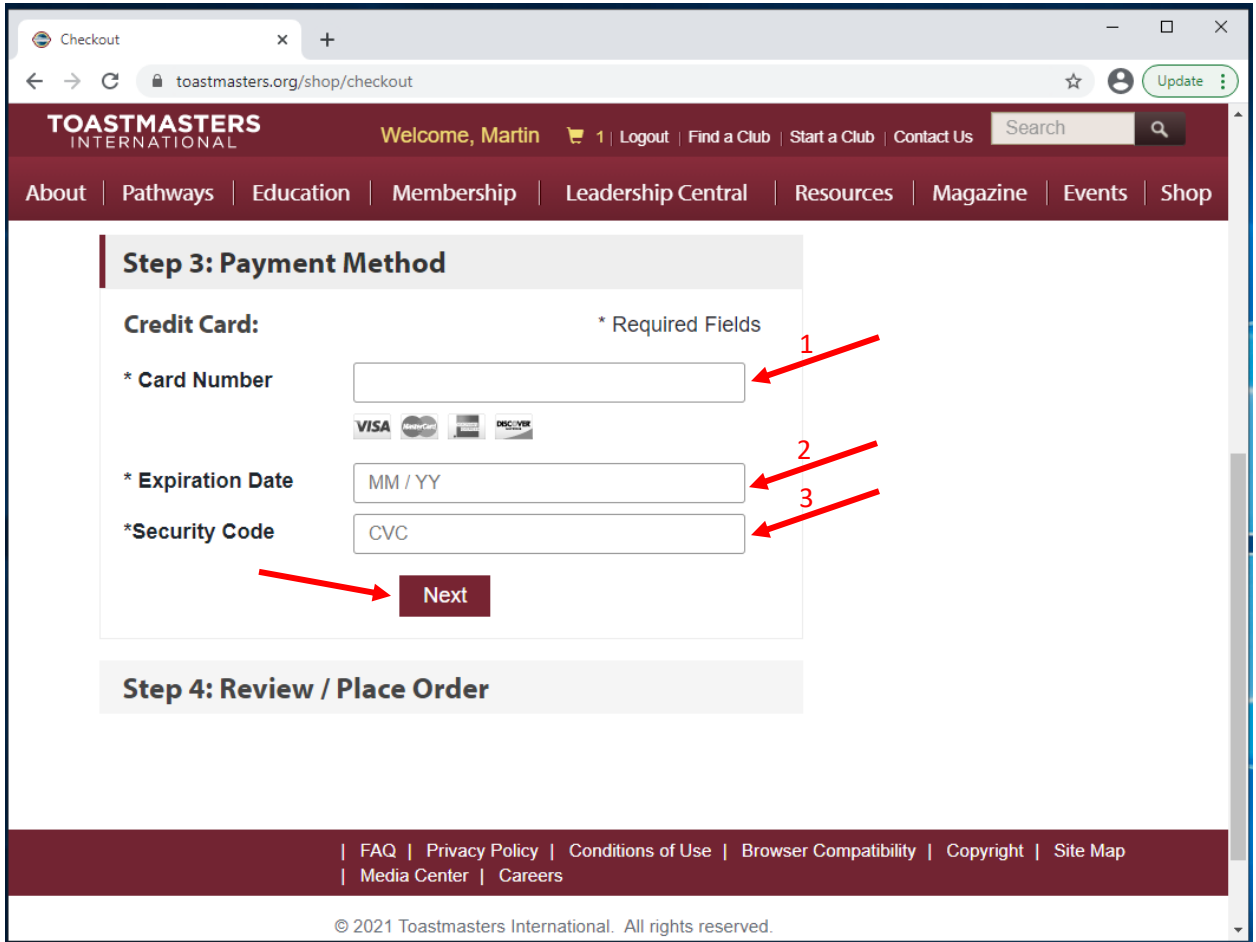 Checkout
toastmasters.org/shop/checkout
Update
TOASTMASTERS
INTERNATIONAL
Welcome, Martin 1 | Logout | Find a Club | Start a Club | Contact Us Search
About | Pathways | Education | Membership | Leadership Central | Resources | Magazine | Events | Shop
Step 3: Payment Method
Credit Card: * Required Fields
1
* Card Number
VISA MasterCard DISCOVER
2
* Expiration Date MM / YY
3
*Security Code CVC
Next
Step 4: Review / Place Order
| FAQ | Privacy Policy | Conditions of Use | Browser Compatibility | Copyright | Site Map
| Media Center | Careers
© 2021 Toastmasters International. All rights reserved.